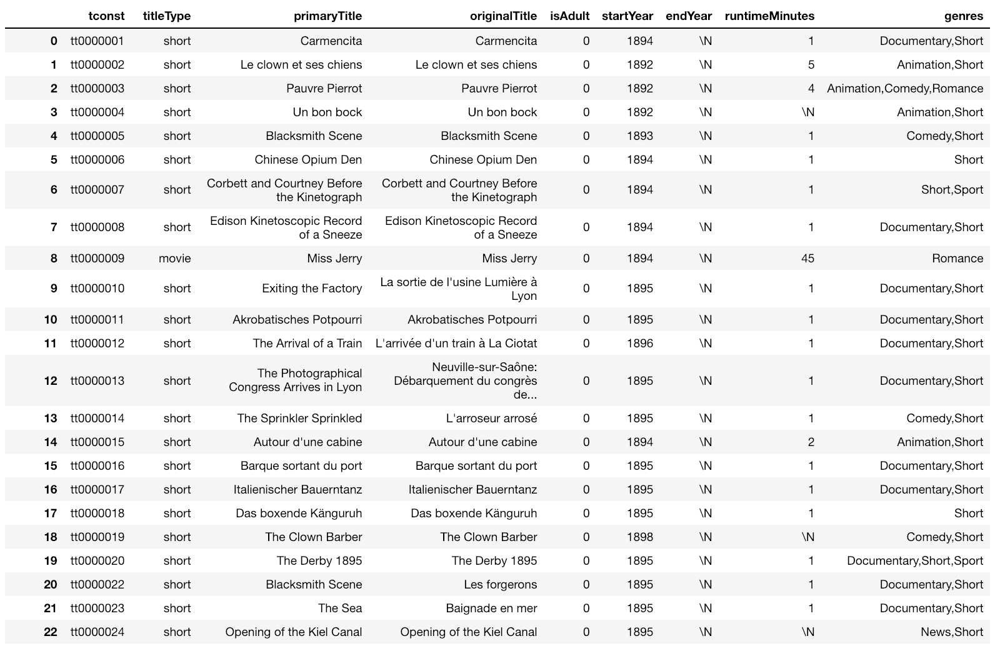 tconst titleType primaryTitle originalTitle isAdult startYear endYear runtimeMinutes genres
0 tt0000001 short Carmencita Carmencita 0 1894 \N 1 Documentary,Short
1 tt0000002 short Le clown et ses chiens Le clown et ses chiens 0 1892 \N 5 Animation,Short
2 tt0000003 short Pauvre Pierrot Pauvre Pierrot 0 1892 \N 4 Animation,Comedy,Romance
3 tt0000004 short Un bon bock Un bon bock 0 1892 \N \N Animation,Short
4 tt0000005 short Blacksmith Scene Blacksmith Scene 0 1893 \N 1 Comedy,Short
5 tt0000006 short Chinese Opium Den Chinese Opium Den 0 1894 \N 1 Short
Corbett and Courtney Before Corbett and Courtney Before
6 tt0000007 short 0 1894 \N 1 Short,Sport
the Kinetograph the Kinetograph
Edison Kinetoscopic Record Edison Kinetoscopic Record
7 tt0000008 short 0 1894 \N 1 Documentary,Short
of a Sneeze of a Sneeze
8 tt0000009 movie Miss Jerry Miss Jerry 0 1894 \N 45 Romance
La sortie de l'usine Lumière à
9 tt0000010 short Exiting the Factory 0 1895 \N 1 Documentary,Short
Lyon
10 tt0000011 short Akrobatisches Potpourri Akrobatisches Potpourri 0 1895 \N 1 Documentary,Short
11 tt0000012 short The Arrival of a Train L'arrivée d'un train à La Ciotat 0 1896 \N 1 Documentary,Short
Neuville-sur-Saône:
The Photographical
12 tt0000013 short Débarquement du congrès 0 1895 \N 1 Documentary,Short
Congress Arrives in Lyon
de...
13 tt0000014 short The Sprinkler Sprinkled L'arroseur arrosé 0 1895 \N 1 Comedy,Short
14 tt0000015 short Autour d'une cabine Autour d'une cabine 0 1894 \N 2 Animation,Short
15 tt0000016 short Barque sortant du port Barque sortant du port 0 1895 \N 1 Documentary,Short
16 tt0000017 short Italienischer Bauerntanz Italienischer Bauerntanz 0 1895 \N 1 Documentary,Short
17 tt0000018 short Das boxende Känguruh Das boxende Känguruh 0 1895 \N 1 Short
18 tt0000019 short The Clown Barber The Clown Barber 0 1898 \N \N Comedy,Short
19 tt0000020 short The Derby 1895 The Derby 1895 0 1895 \N 1 Documentary,Short,Sport
20 tt0000022 short Blacksmith Scene Les forgerons 0 1895 \N 1 Documentary,Short
21 tt0000023 short The Sea Baignade en mer 0 1895 \N 1 Documentary,Short
22 tt0000024 short Opening of the Kiel Canal Opening of the Kiel Canal 0 1895 \N \N News,Short